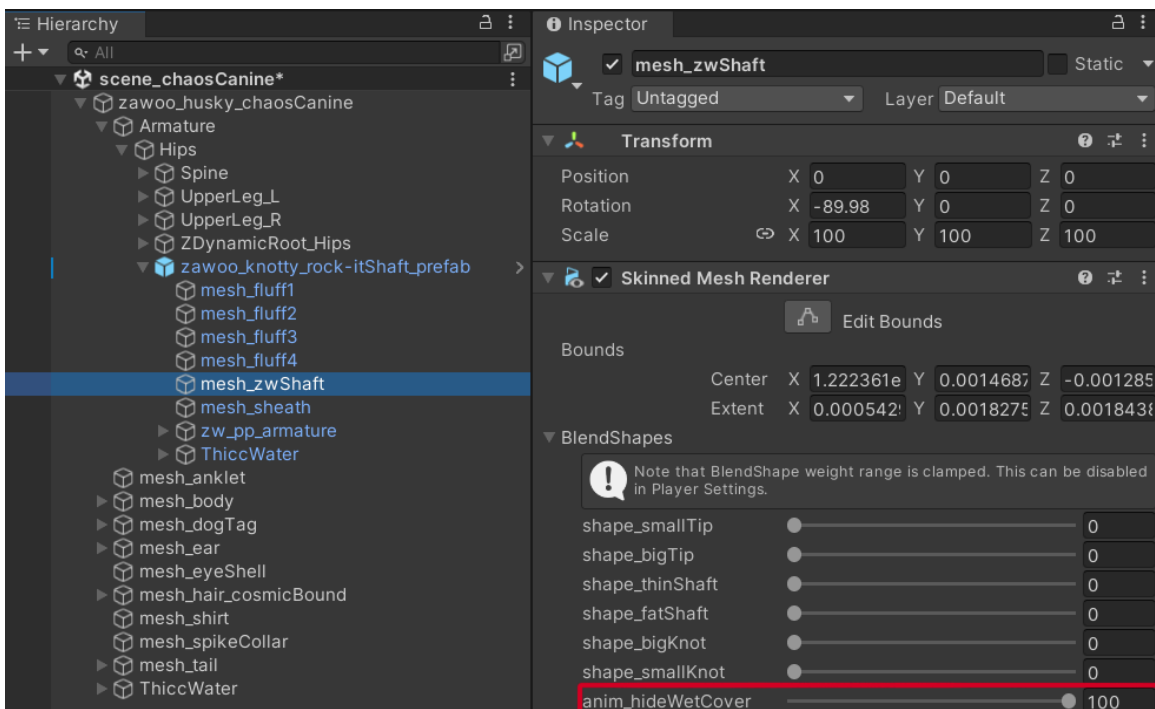 Hierarchy
All
scene_chaosCanine*
zawoo_husky_chaosCanine
Armature
Hips
Spine
UpperLeg_L
UpperLeg_R
ZDynamicRoot_Hips
zawoo_knotty_rock-itShaft_prefab
mesh_fluff1
mesh_fluff2
mesh_fluff3
mesh_fluff4
mesh_zwShaft
mesh_sheath
zw_pp_armature
ThiccWater
mesh_anklet
mesh_body
mesh_dogTag
mesh_ear
mesh_eyeShell
mesh_hair_cosmicBound
mesh_shirt
mesh_spikeCollar
mesh_tail
ThiccWater
Inspector
mesh_zwShaft Static
Tag Untagged Layer Default
Transform
Position X 0 Y 0 Z 0
Rotation X -89.98 Y 0 Z 0
Scale X 100 Y 100 Z 100
Skinned Mesh Renderer
Edit Bounds
Bounds
Center X 1.222361e Y 0.0014687 Z -0.001285
Extent X 0.0005429 Y 0.0018275 Z 0.0018438
BlendShapes
Note that BlendShape weight range is clamped. This can be disabled
in Player Settings.
shape_smallTip 0
shape_bigTip 0
shape_thinShaft 0
shape_fatShaft 0
shape_bigKnot 0
shape_smallKnot 0
anim_hideWetCover 100